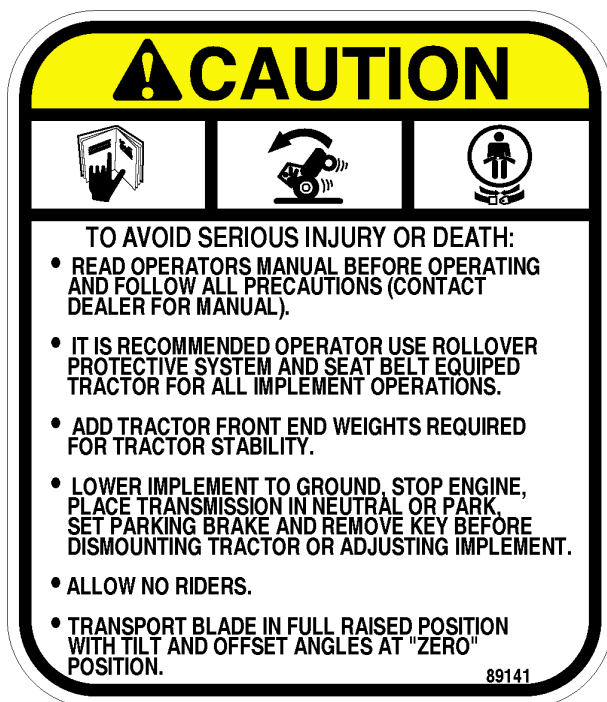 CAUTION
TO AVOID SERIOUS INJURY OR DEATH:
• READ OPERATORS MANUAL BEFORE OPERATING
AND FOLLOW ALL PRECAUTIONS (CONTACT
DEALER FOR MANUAL).
• IT IS RECOMMENDED OPERATOR USE ROLLOVER
PROTECTIVE SYSTEM AND SEAT BELT EQUIPED
TRACTOR FOR ALL IMPLEMENT OPERATIONS.
• ADD TRACTOR FRONT END WEIGHTS REQUIRED
FOR TRACTOR STABILITY.
• LOWER IMPLEMENT TO GROUND, STOP ENGINE,
PLACE TRANSMISSION IN NEUTRAL OR PARK,
SET PARKING BRAKE AND REMOVE KEY BEFORE
DISMOUNTING TRACTOR OR ADJUSTING IMPLEMENT.
• ALLOW NO RIDERS.
• TRANSPORT BLADE IN FULL RAISED POSITION
WITH TILT AND OFFSET ANGLES AT "ZERO"
POSITION.
89141